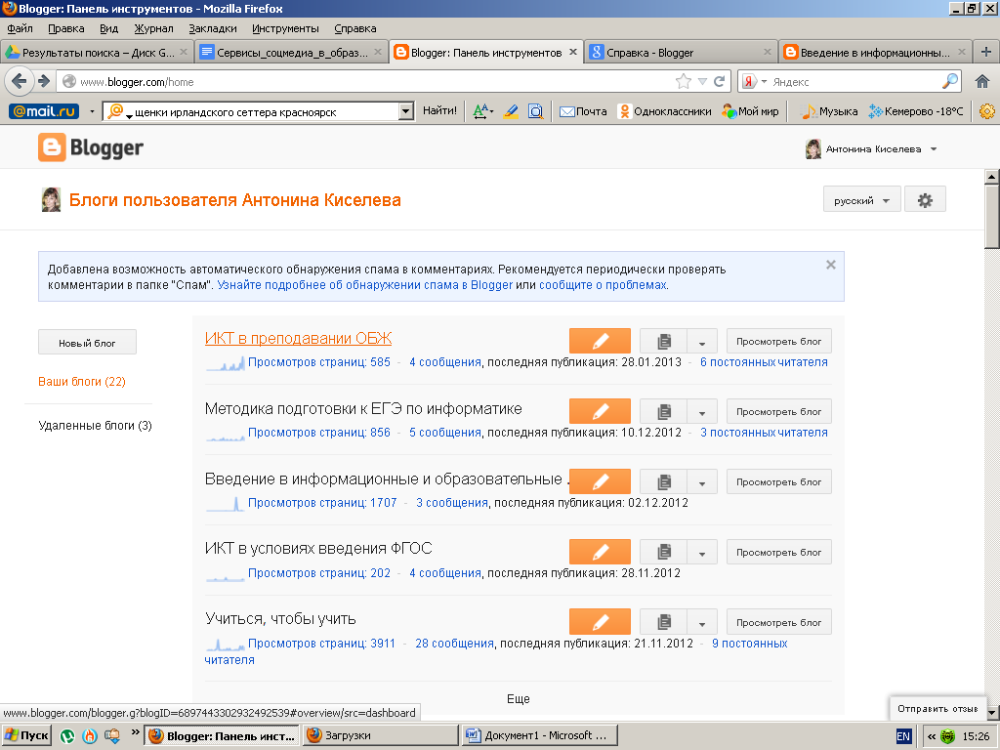 Blogger: Панель инструментов - Mozilla Firefox
Файл Правка Вид Журнал Закладки Инструменты Справка
Результаты поиска – Диск G... Сервисы_соцмедиа_в_образ... Blogger: Панель инструментов Справка - Blogger Введение в информационны...
www.blogger.com/home Яндекс
@mail.ru щенки ирландского сеттера красноярск Найти! Почта Одноклассники Мой мир Музыка Кемерово -18°C
Blogger Антонина Киселева
Блоги пользователя Антонина Киселева русский
Добавлена возможность автоматического обнаружения спама в комментариях. Рекомендуется периодически проверять
комментарии в папке "Спам". Узнайте подробнее об обнаружении спама в Blogger или сообщите о проблемах.
Новый блог
Ваши блоги (22)
Удаленные блоги (3)
ИКТ в преподавании ОБЖ Просмотреть блог
Просмотров страниц: 585 - 4 сообщения, последняя публикация: 28.01.2013 - 6 постоянных читателя
Методика подготовки к ЕГЭ по информатике Просмотреть блог
Просмотров страниц: 856 - 5 сообщения, последняя публикация: 10.12.2012 - 3 постоянных читателя
Введение в информационные и образовательные . Просмотреть блог
Просмотров страниц: 1707 - 3 сообщения, последняя публикация: 02.12.2012
ИКТ в условиях введения ФГОС Просмотреть блог
Просмотров страниц: 202 - 4 сообщения, последняя публикация: 28.11.2012
Учиться, чтобы учить Просмотреть блог
Просмотров страниц: 3911 - 28 сообщения, последняя публикация: 21.11.2012 - 9 постоянных
читателя
Еще
Отправить отзыв
www.blogger.com/blogger.g?blogID=6897443302932492539#overview/src=dashboard
Пуск Blogger: Панель инст... Загрузки Документ1 - Microsoft ... EN 15:26